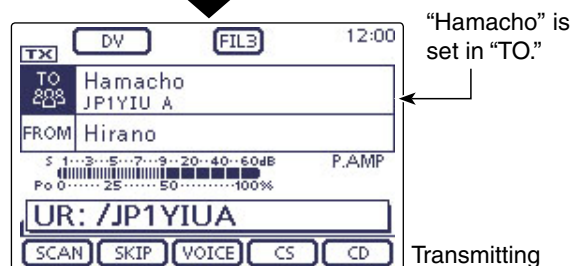 DV FIL3 12:00
TX
TO Hamacho
JP1YIU A
FROM Hirano
S 1··3···5···7···9··20··40··60dB P.AMP
Po 0······ 25 ······ 50 ·········100%
UR: /JP1YIUA
SCAN SKIP VOICE CS CD
“Hamacho” is
set in “TO.”
Transmitting